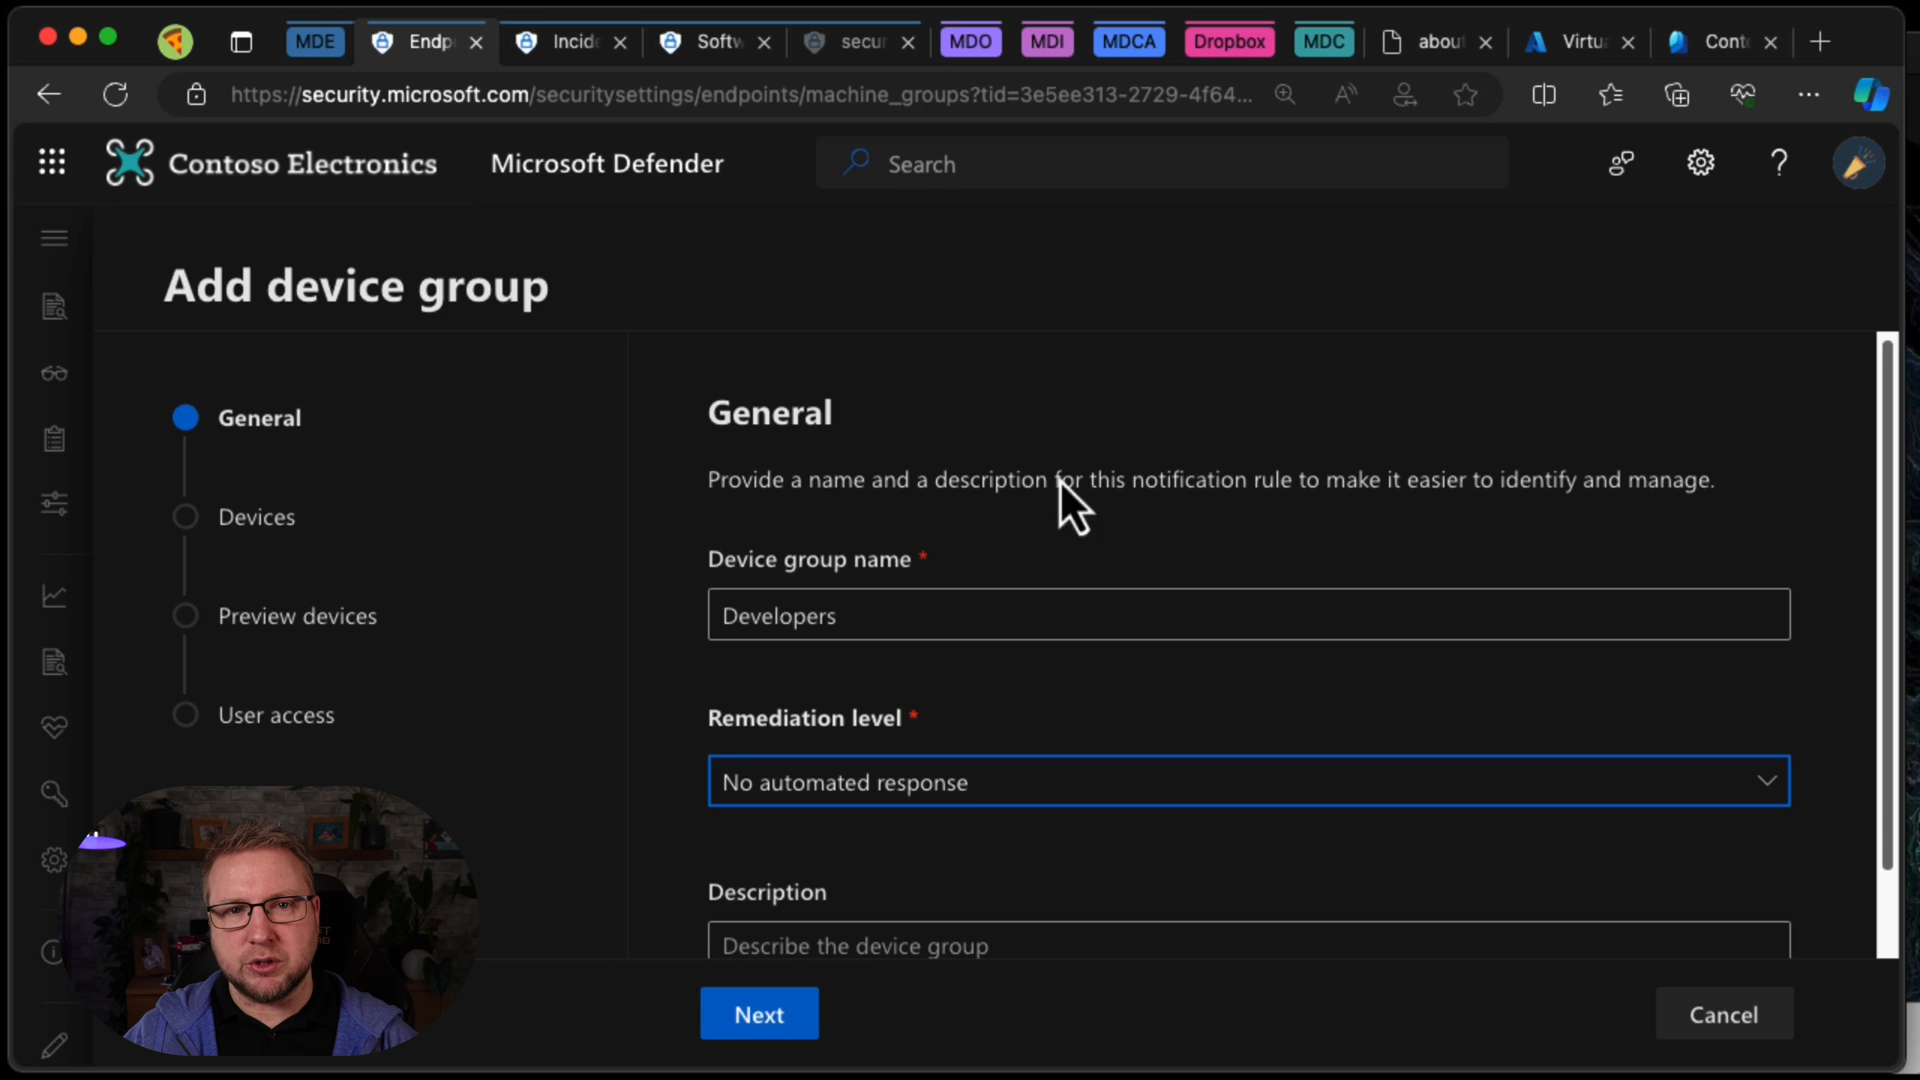 MDE
Endp
Incid
Softw
secur
MDO
MDI
MDCA
Dropbox
MDC
abou
Virtu
Cont
https://security.microsoft.com/securitysettings/endpoints/machine_groups?tid=3e5ee313-2729-4f64...
Contoso Electronics
Microsoft Defender
Search
Add device group
General
Devices
Preview devices
User access
General
Provide a name and a description for this notification rule to make it easier to identify and manage.
Device group name *
Developers
Remediation level *
No automated response
Description
Describe the device group
Next
Cancel